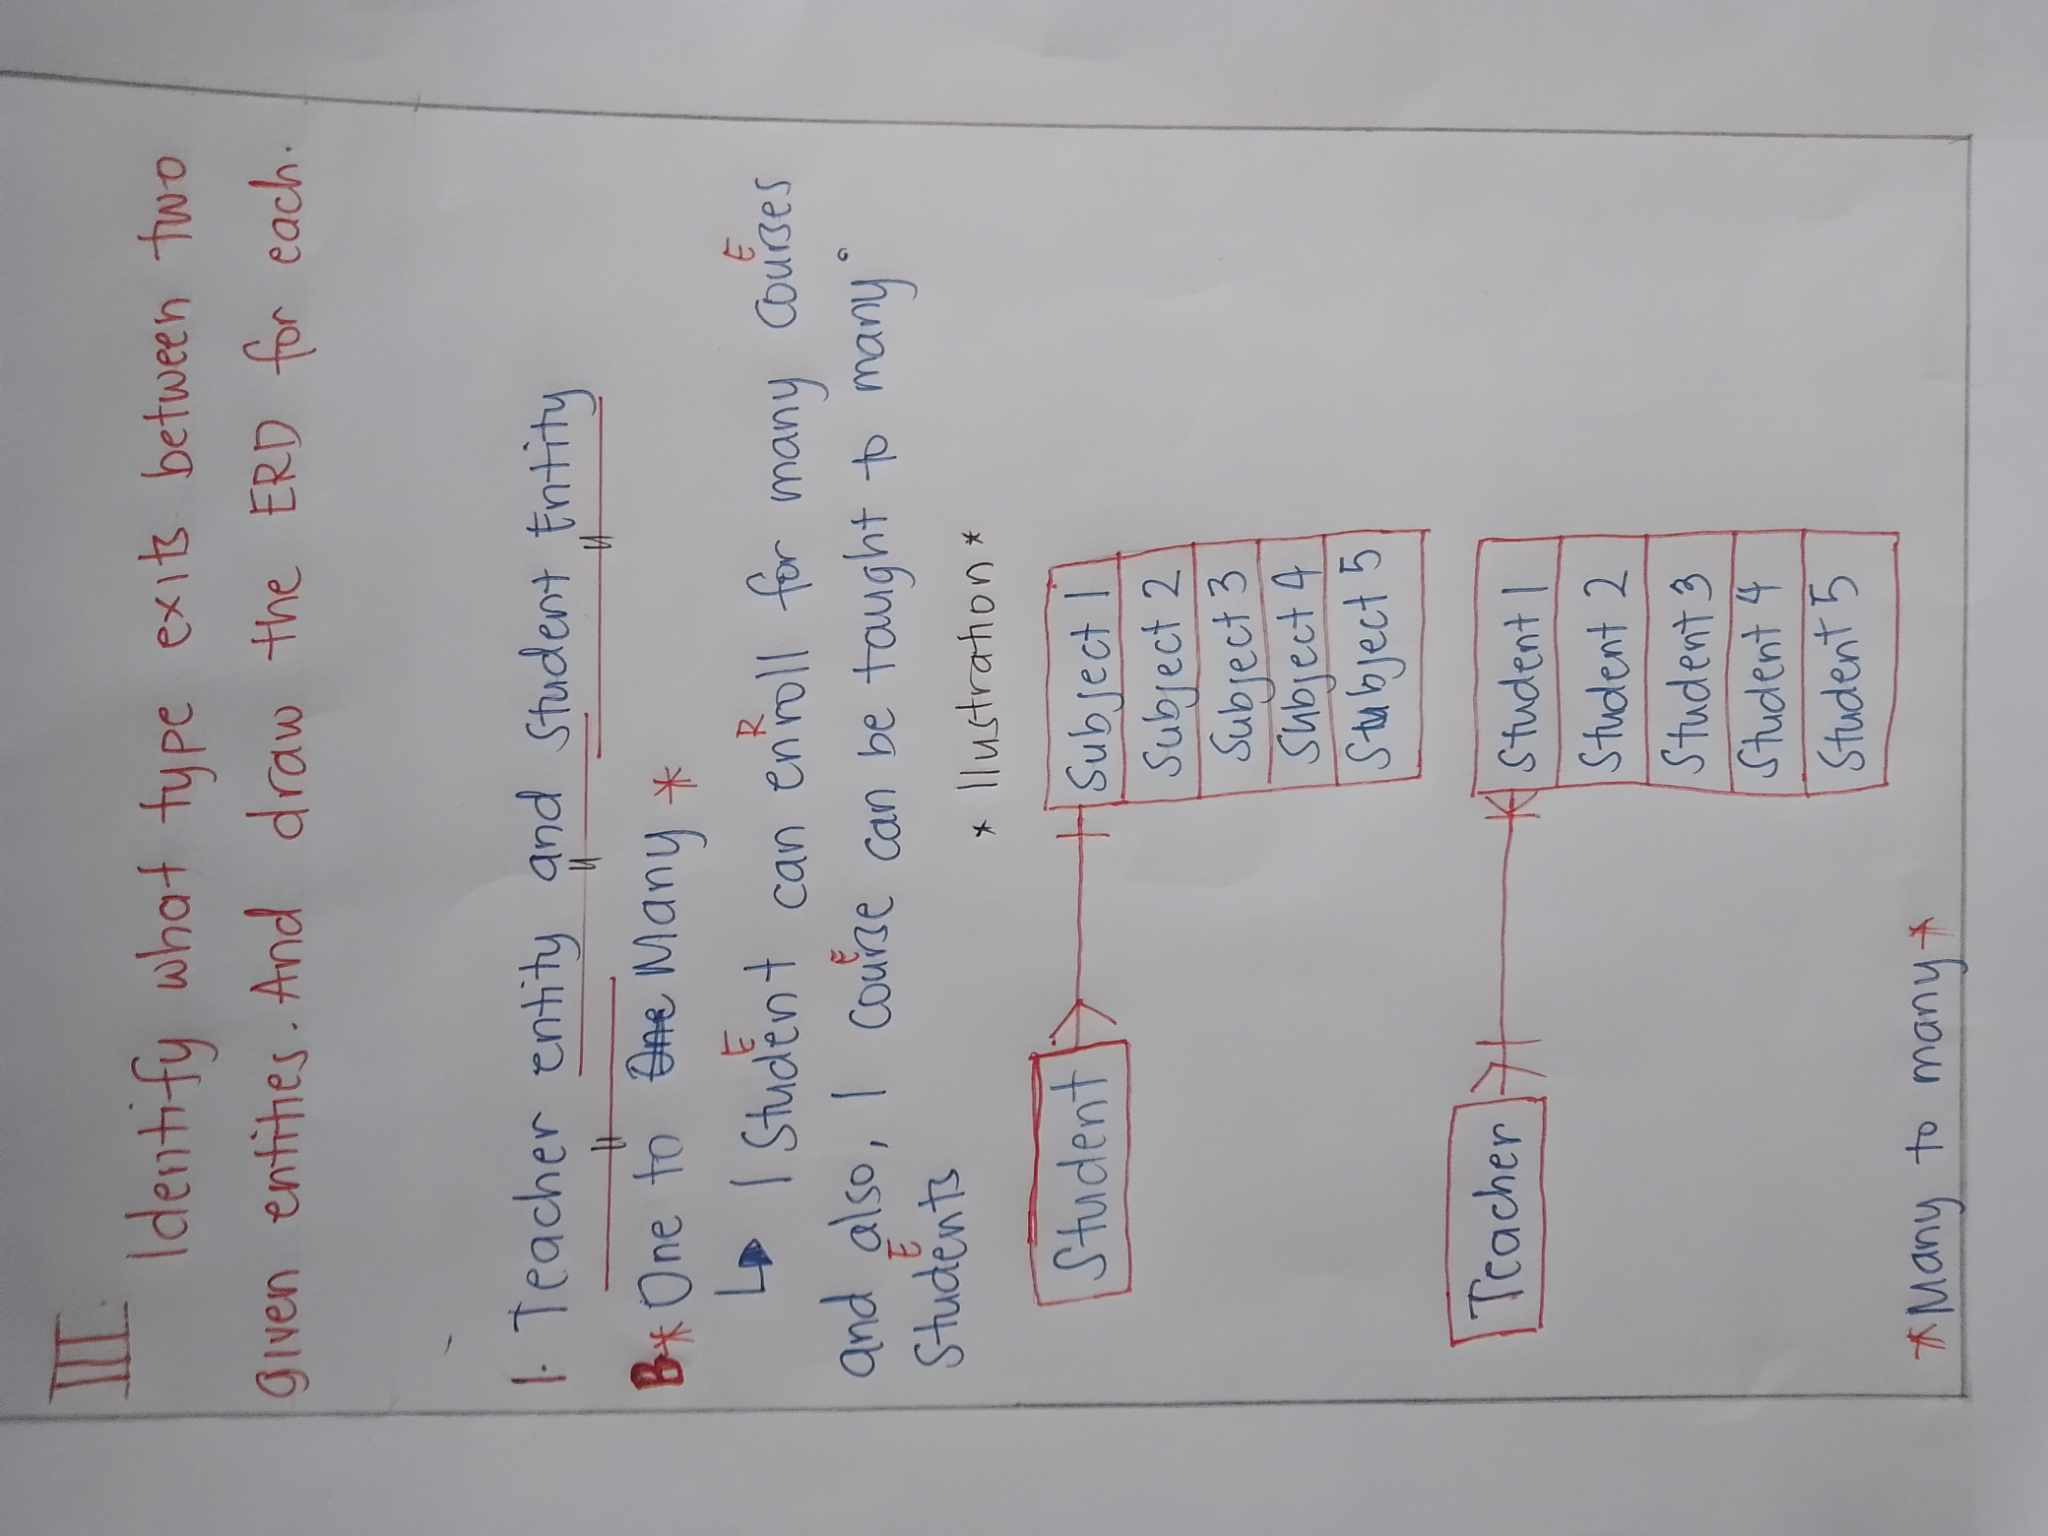 III.
Identify what type exits between two
given entities. And draw the ERD for each.
1. Teacher entity and Student Entity
B* One to One Many *
E R E
↳ 1 Student can enroll for many courses
E
and also, 1 course can be taught to many.
E
Students
* Illustration *
Student
Subject 1
Subject 2
Subject 3
Subject 4
Stubject 5
Teacher
Student 1
Student 2
Student 3
Student 4
Student 5
*Many to many*